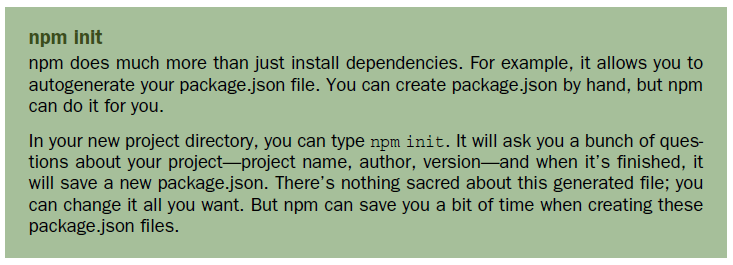 npm init
npm does much more than just install dependencies. For example, it allows you to
autogenerate your package.json file. You can create package.json by hand, but npm
can do it for you.
In your new project directory, you can type npm init. It will ask you a bunch of ques-
tions about your project—project name, author, version—and when it's finished, it
will save a new package.json. There's nothing sacred about this generated file; you
can change it all you want. But npm can save you a bit of time when creating these
package.json files.